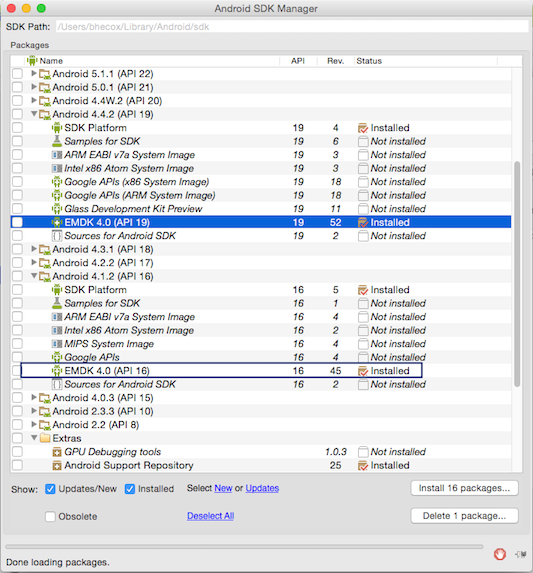 Android SDK Manager
SDK Path: /Users/bhecox/Library/Android/sdk
Packages
Name API Rev. Status
Android 5.1.1 (API 22)
Android 5.0.1 (API 21)
Android 4.4W.2 (API 20)
Android 4.4.2 (API 19)
SDK Platform 19 4 Installed
Samples for SDK 19 6 Not installed
ARM EABI v7a System Image 19 3 Not installed
Intel x86 Atom System Image 19 3 Not installed
Google APIs (x86 System Image) 19 18 Not installed
Google APIs (ARM System Image) 19 18 Not installed
Glass Development Kit Preview 19 11 Not installed
EMDK 4.0 (API 19) 19 52 Installed
Sources for Android SDK 19 2 Not installed
Android 4.3.1 (API 18)
Android 4.2.2 (API 17)
Android 4.1.2 (API 16)
SDK Platform 16 5 Installed
Samples for SDK 16 1 Not installed
ARM EABI v7a System Image 16 4 Not installed
Intel x86 Atom System Image 16 2 Not installed
MIPS System Image 16 4 Not installed
Google APIs 16 4 Not installed
EMDK 4.0 (API 16) 16 45 Installed
Sources for Android SDK 16 2 Not installed
Android 4.0.3 (API 15)
Android 2.3.3 (API 10)
Android 2.2 (API 8)
Extras
GPU Debugging tools 1.0.3 Not installed
Android Support Repository 25 Installed
Show: Updates/New Installed Select New or Updates Install 16 packages...
Obsolete Deselect All Delete 1 package...
Done loading packages.